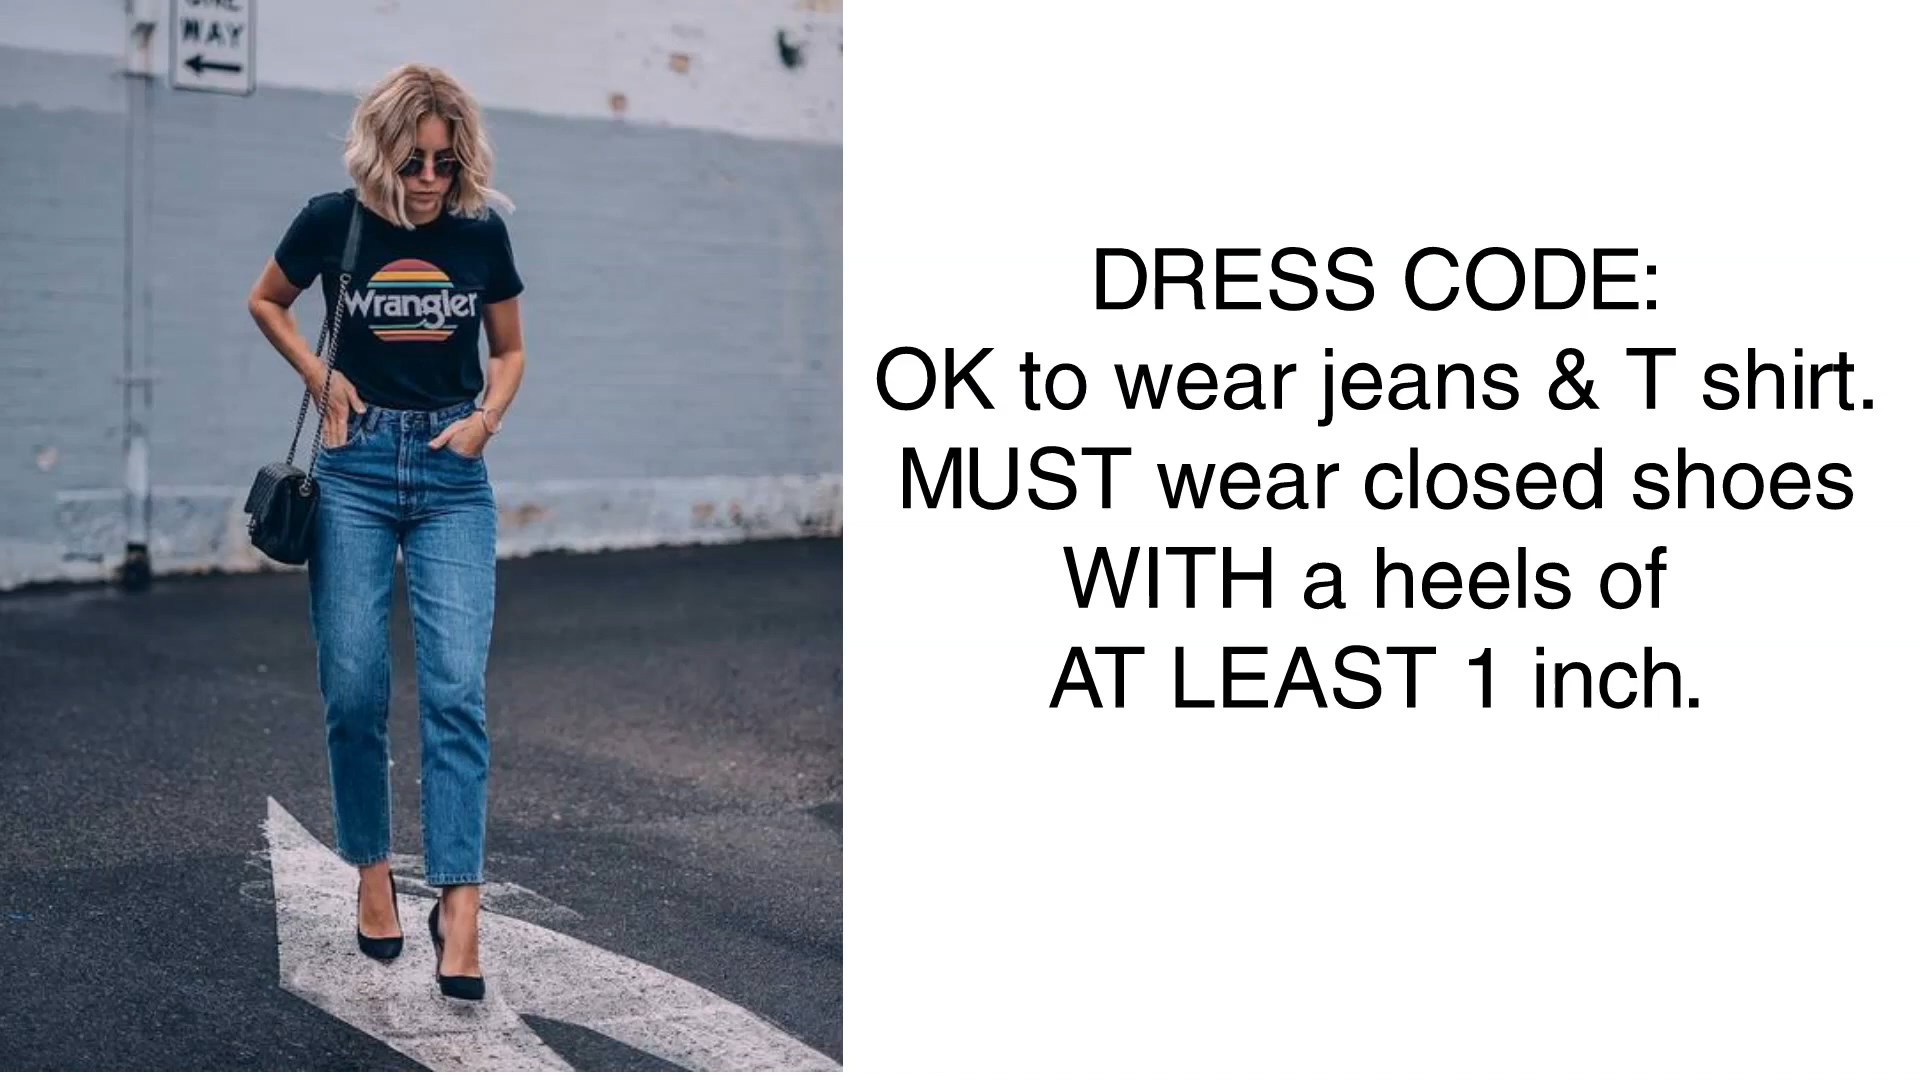 ONE
WAY
Wrangler
DRESS CODE:
OK to wear jeans & T shirt.
MUST wear closed shoes
WITH a heels of
AT LEAST 1 inch.